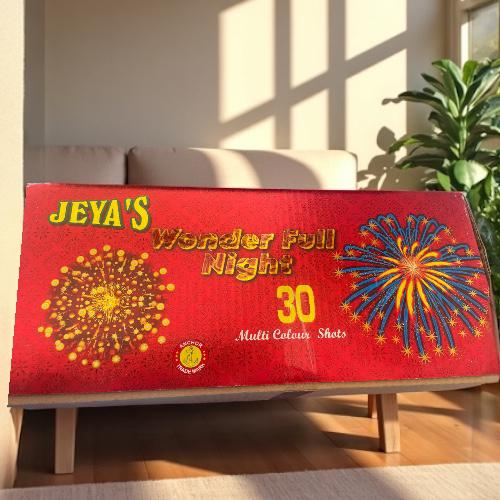 JEYA'S
Wonder Full
Night
30
Multi Colour Shots
ANCHOR
TRADE MARK